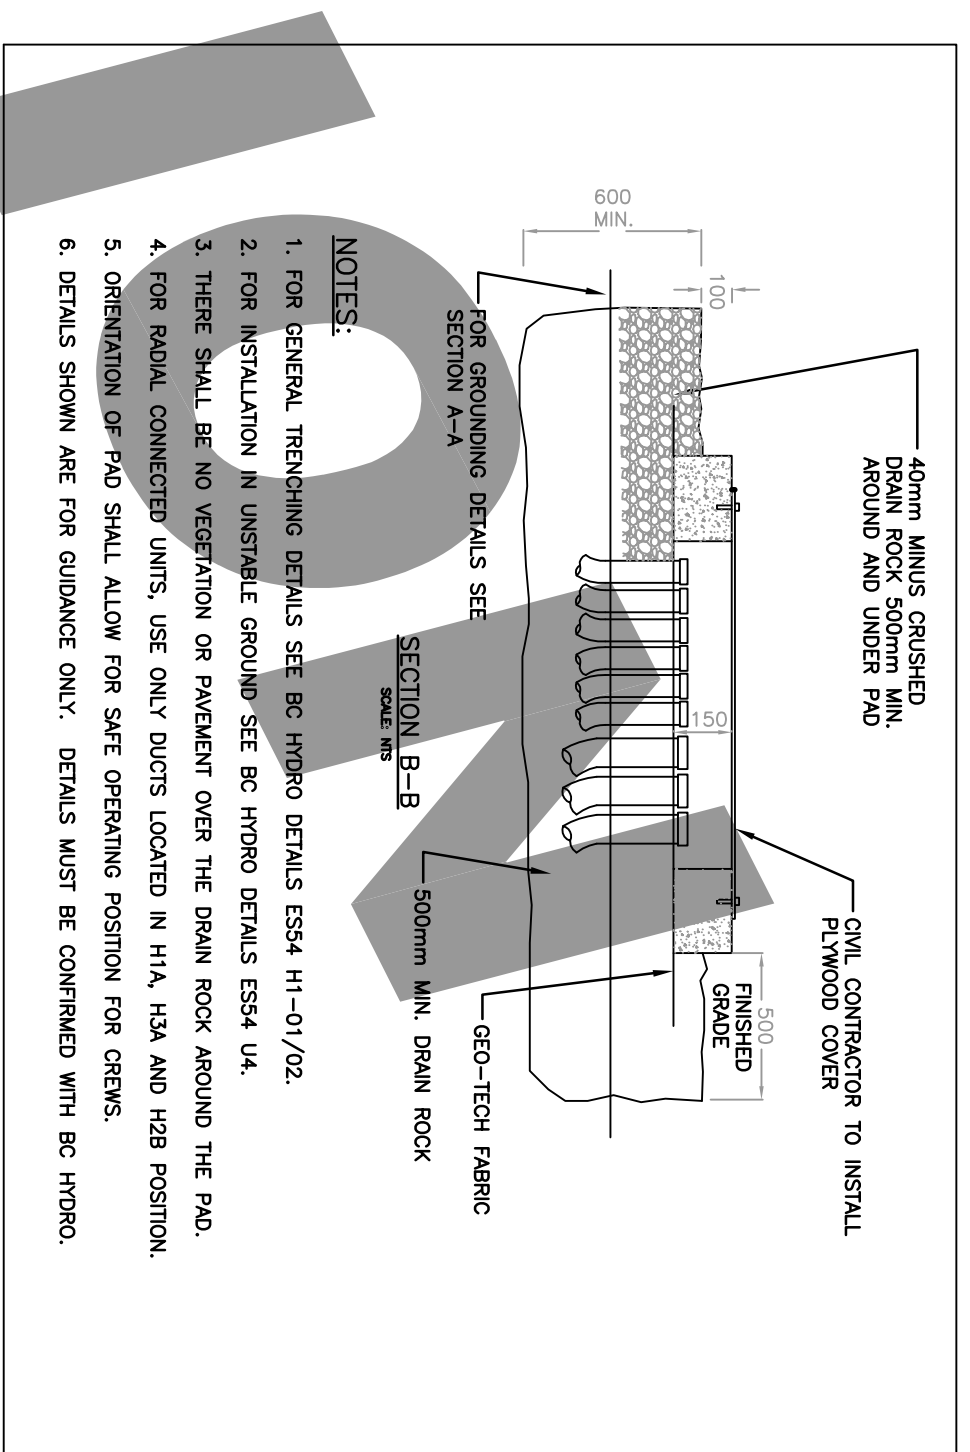 40mm MINUS CRUSHED
DRAIN ROCK 500mm MIN.
AROUND AND UNDER PAD
CIVIL CONTRACTOR TO INSTALL
PLYWOOD COVER
600
MIN.
100
150
500
FINISHED
GRADE
FOR GROUNDING DETAILS SEE
SECTION A-A
GEO-TECH FABRIC
500mm MIN. DRAIN ROCK
SECTION B-B
SCALE: NTS
NOTES:
1. FOR GENERAL TRENCHING DETAILS SEE BC HYDRO DETAILS ES54 H1-01/02.
2. FOR INSTALLATION IN UNSTABLE GROUND SEE BC HYDRO DETAILS ES54 U4.
3. THERE SHALL BE NO VEGETATION OR PAVEMENT OVER THE DRAIN ROCK AROUND THE PAD.
4. FOR RADIAL CONNECTED UNITS, USE ONLY DUCTS LOCATED IN H1A, H3A AND H2B POSITION.
5. ORIENTATION OF PAD SHALL ALLOW FOR SAFE OPERATING POSITION FOR CREWS.
6. DETAILS SHOWN ARE FOR GUIDANCE ONLY. DETAILS MUST BE CONFIRMED WITH BC HYDRO.